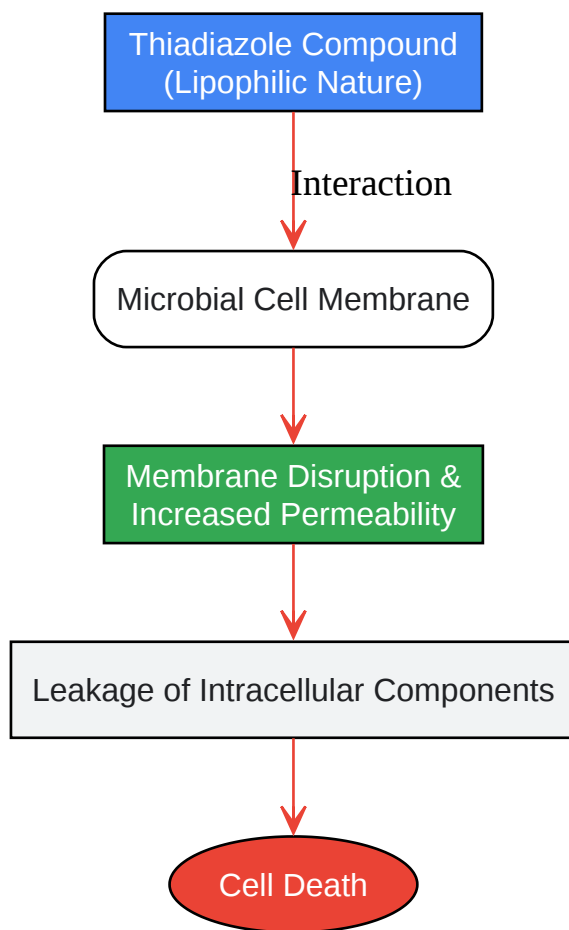 Thiadiazole Compound
(Lipophilic Nature)
Interaction
Microbial Cell Membrane
Membrane Disruption &
Increased Permeability
Leakage of Intracellular Components
Cell Death